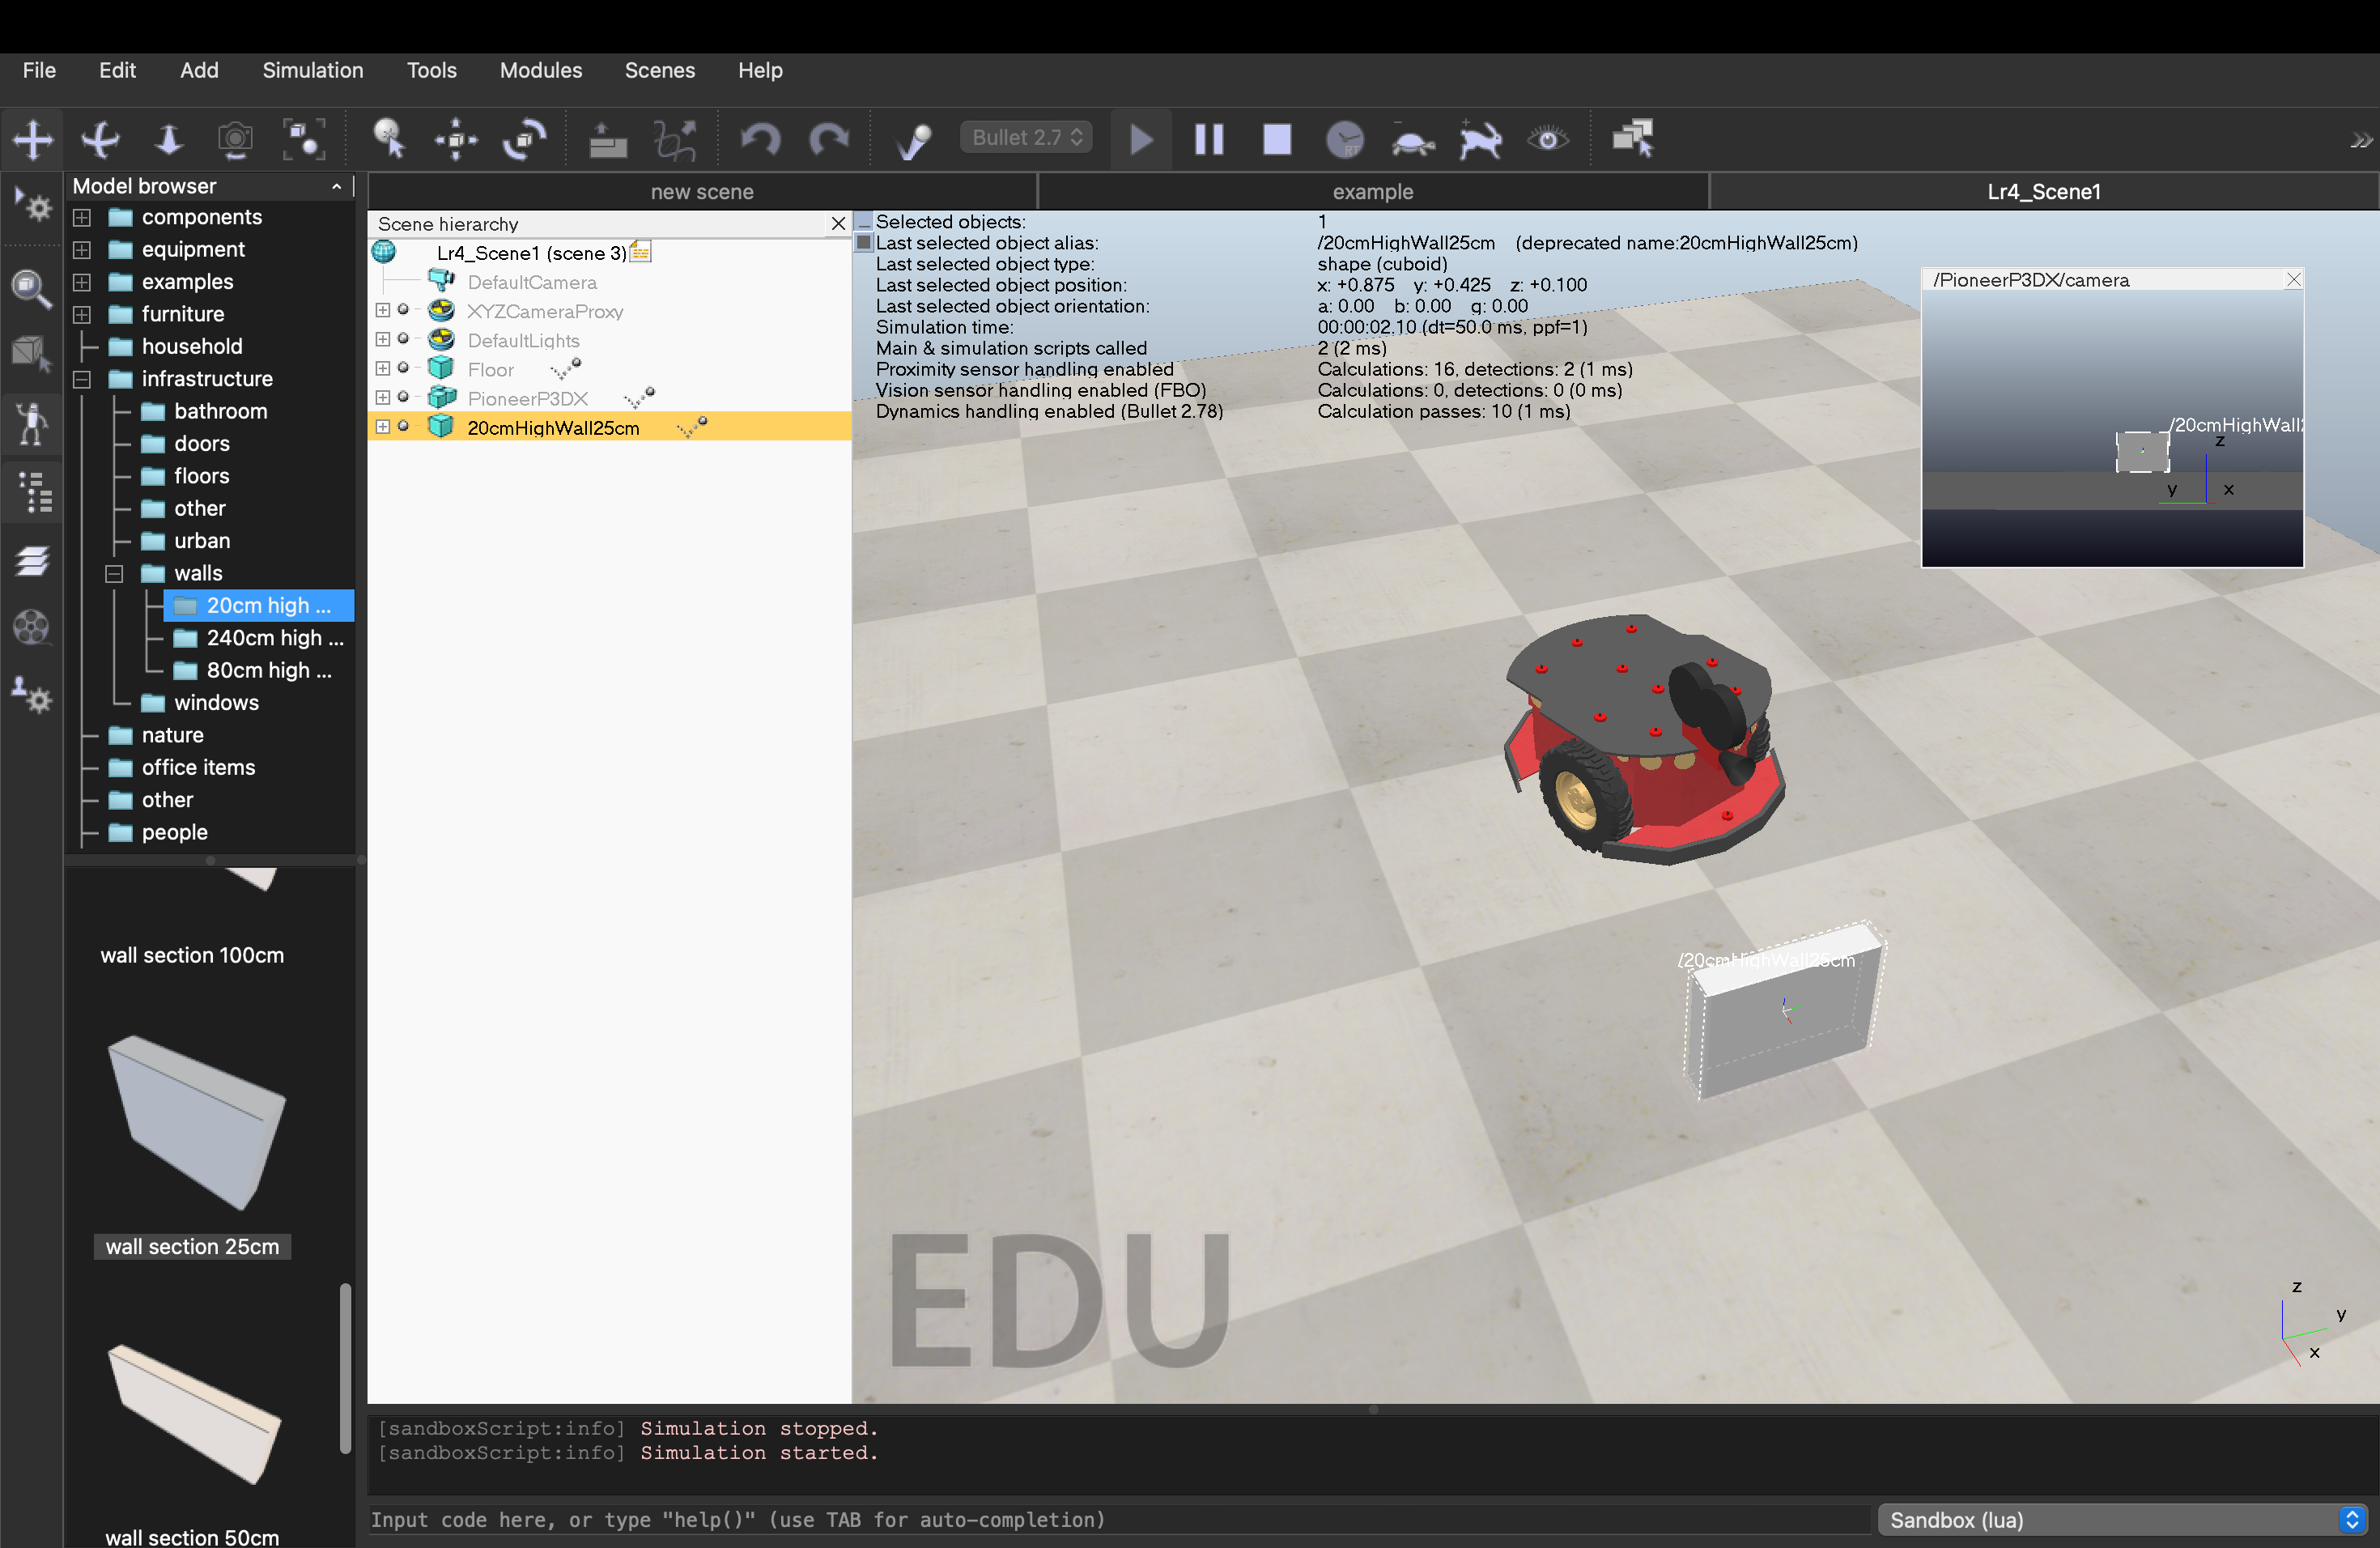 File Edit Add Simulation Tools Modules Scenes Help
Bullet 2.7
RT
Model browser
components
equipment
examples
furniture
household
infrastructure
bathroom
doors
floors
other
urban
walls
20cm high ...
240cm high ...
80cm high ...
windows
nature
office items
other
people
wall section 100cm
wall section 25cm
wall section 50cm
new scene example Lr4_Scene1
Scene hierarchy
Lr4_Scene1 (scene 3)
DefaultCamera
XYZCameraProxy
DefaultLights
Floor
PioneerP3DX
20cmHighWall25cm
Selected objects: 1
Last selected object alias: /20cmHighWall25cm (deprecated name:20cmHighWall25cm)
Last selected object type: shape (cuboid)
Last selected object position: x: +0.875 y: +0.425 z: +0.100
Last selected object orientation: a: 0.00 b: 0.00 g: 0.00
Simulation time: 00:00:02.10 (dt=50.0 ms, ppf=1)
Main & simulation scripts called 2 (2 ms)
Proximity sensor handling enabled Calculations: 16, detections: 2 (1 ms)
Vision sensor handling enabled (FBO) Calculations: 0, detections: 0 (0 ms)
Dynamics handling enabled (Bullet 2.78) Calculation passes: 10 (1 ms)
/PioneerP3DX/camera
/20cmHighWall:
z
y x
/20cmHighWall25cm
EDU
z
y
x
[sandboxScript:info] Simulation stopped.
[sandboxScript:info] Simulation started.
Input code here, or type "help()" (use TAB for auto-completion)
Sandbox (lua)